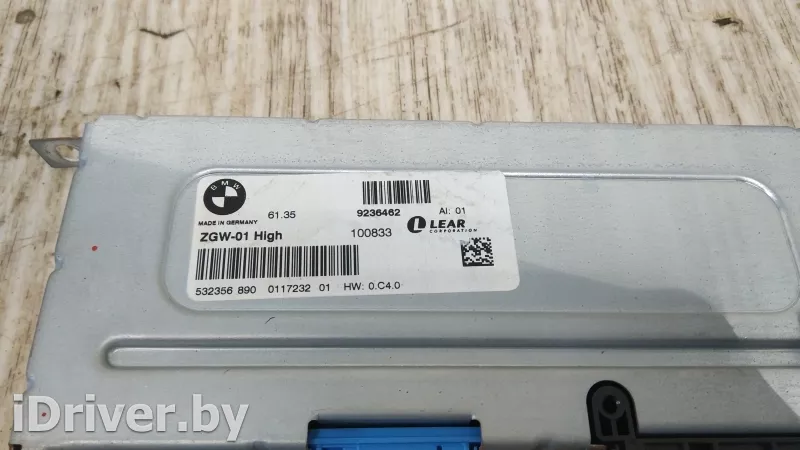 BMW
MADE IN GERMANY
61.35
9236462
AI: 01
ZGW-01 High
100833
L LEAR
CORPORATION
532356 890 0117232 01 HW: 0.C4.0
iDriver.by